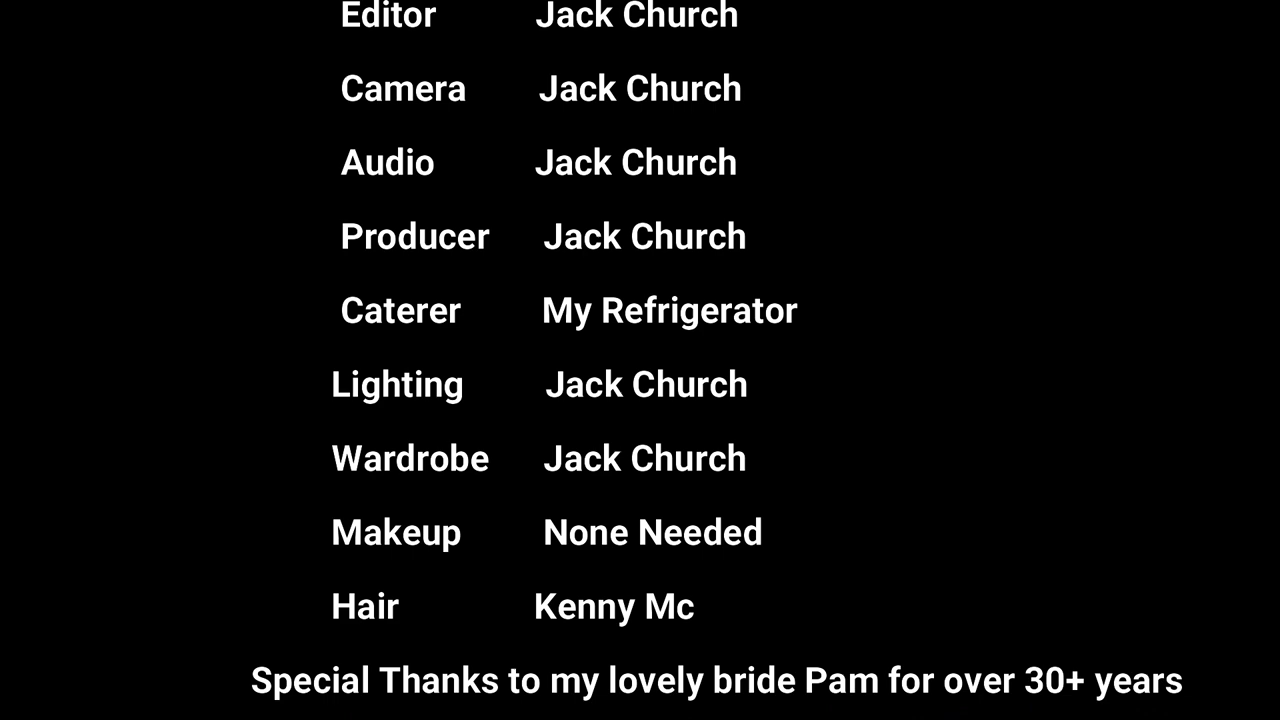 Editor Jack Church
Camera Jack Church
Audio Jack Church
Producer Jack Church
Caterer My Refrigerator
Lighting Jack Church
Wardrobe Jack Church
Makeup None Needed
Hair Kenny Mc
Special Thanks to my lovely bride Pam for over 30+ years